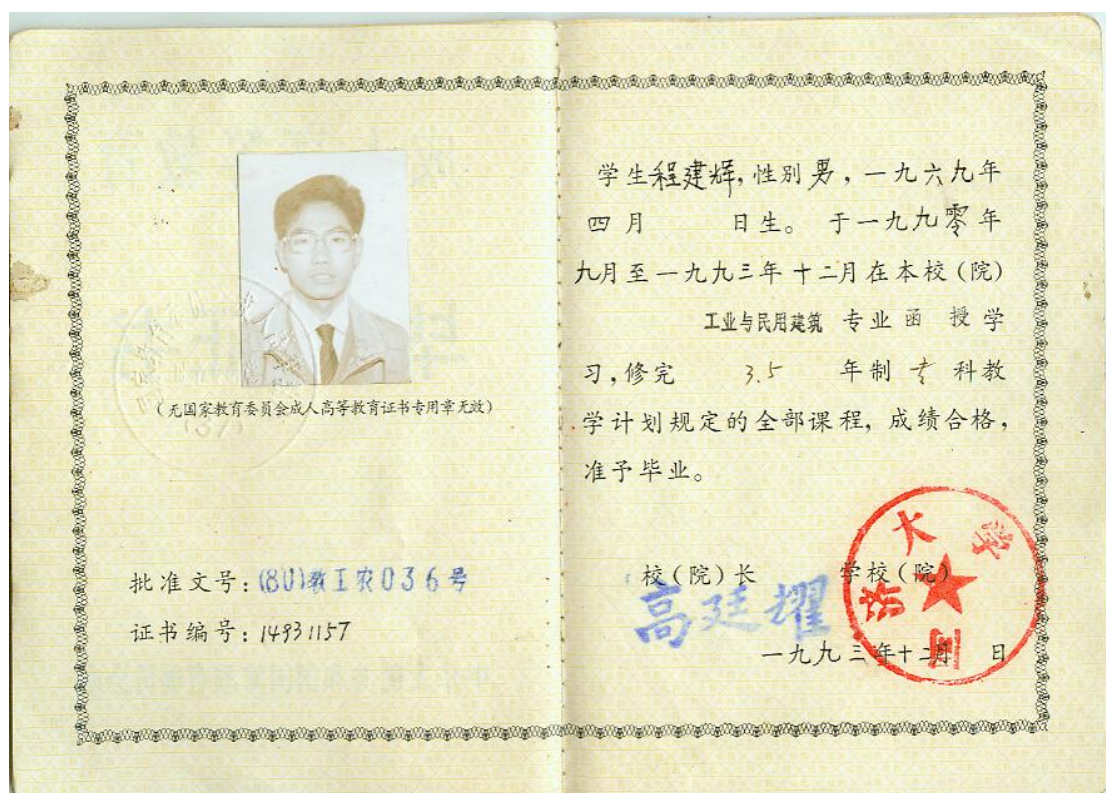 (无国家教育委员会成人高等教育证书专用章无效)
批准文号:(80)教工农036号
证书编号:14931157
学生程建辉,性别男,一九六九年
四月 日生。于一九九零年
九月至一九九三年十二月在本校(院)
工业与民用建筑 专业 函 授学
习,修完 3.5 年制 专 科教
学计划规定的全部课程,成绩合格,
准予毕业。
校(院)长 学校(院)
高廷耀
同济大学
一九九三年十二月 日